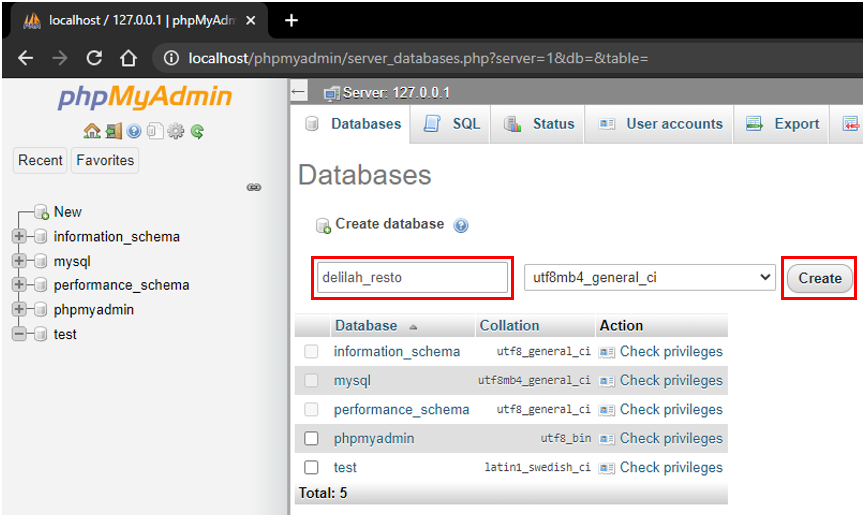 localhost / 127.0.0.1 | phpMyAdm
localhost/phpmyadmin/server_databases.php?server=1&db=&table=
phpMyAdmin
Recent
Favorites
New
information_schema
mysql
performance_schema
phpmyadmin
test
Server: 127.0.0.1
Databases
SQL
Status
User accounts
Export
Databases
Create database
delilah_resto
utf8mb4_general_ci
Create
Database Collation Action
information_schema utf8_general_ci Check privileges
mysql utf8mb4_general_ci Check privileges
performance_schema utf8_general_ci Check privileges
phpmyadmin utf8_bin Check privileges
test latin1_swedish_ci Check privileges
Total: 5